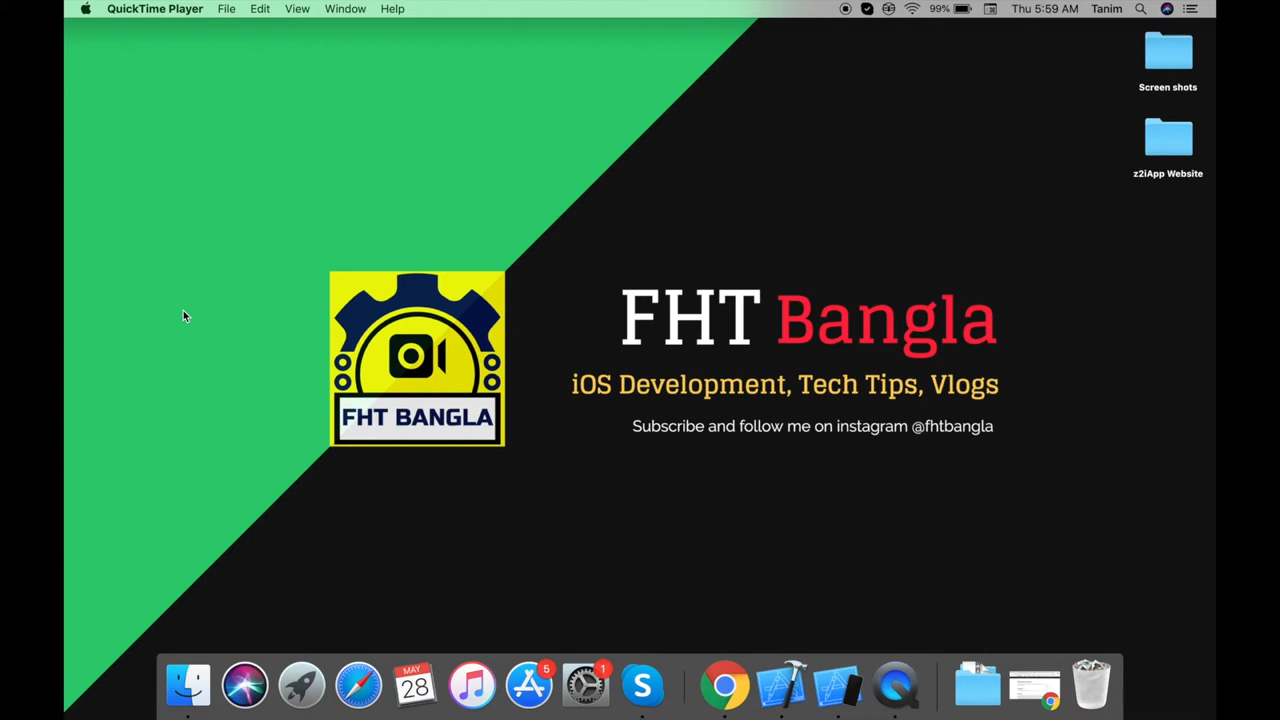 QuickTime Player File Edit View Window Help 99% Thu 5:59 AM Tanim
Screen shots
z2iApp Website
FHT BANGLA
FHT Bangla
iOS Development, Tech Tips, Vlogs
Subscribe and follow me on instagram @fhtbangla
MAY
28
5
1
S